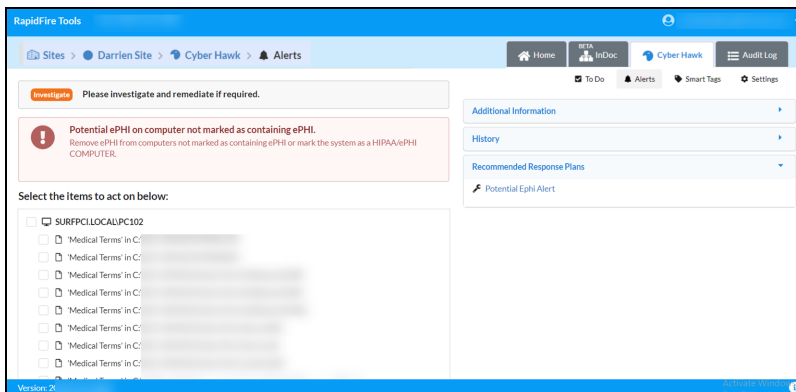 RapidFire Tools
Sites > Darrien Site > Cyber Hawk > Alerts
Home
BETA
InDoc
Cyber Hawk
Audit Log
To Do
Alerts
Smart Tags
Settings
Investigate Please investigate and remediate if required.
Potential ePHI on computer not marked as containing ePHI.
Remove ePHI from computers not marked as containing ePHI or mark the system as a HIPAA/ePHI
COMPUTER.
Select the items to act on below:
SURFPCI.LOCAL\PC102
'Medical Terms' in C:\
'Medical Terms' in C:\
'Medical Terms' in C:\
'Medical Terms' in C:\
'Medical Terms' in C:\
'Medical Terms' in C:\
'Medical Terms' in C:\
'Medical Terms' in C:\
Additional Information
History
Recommended Response Plans
Potential Ephi Alert
Version: 20
Activate Window